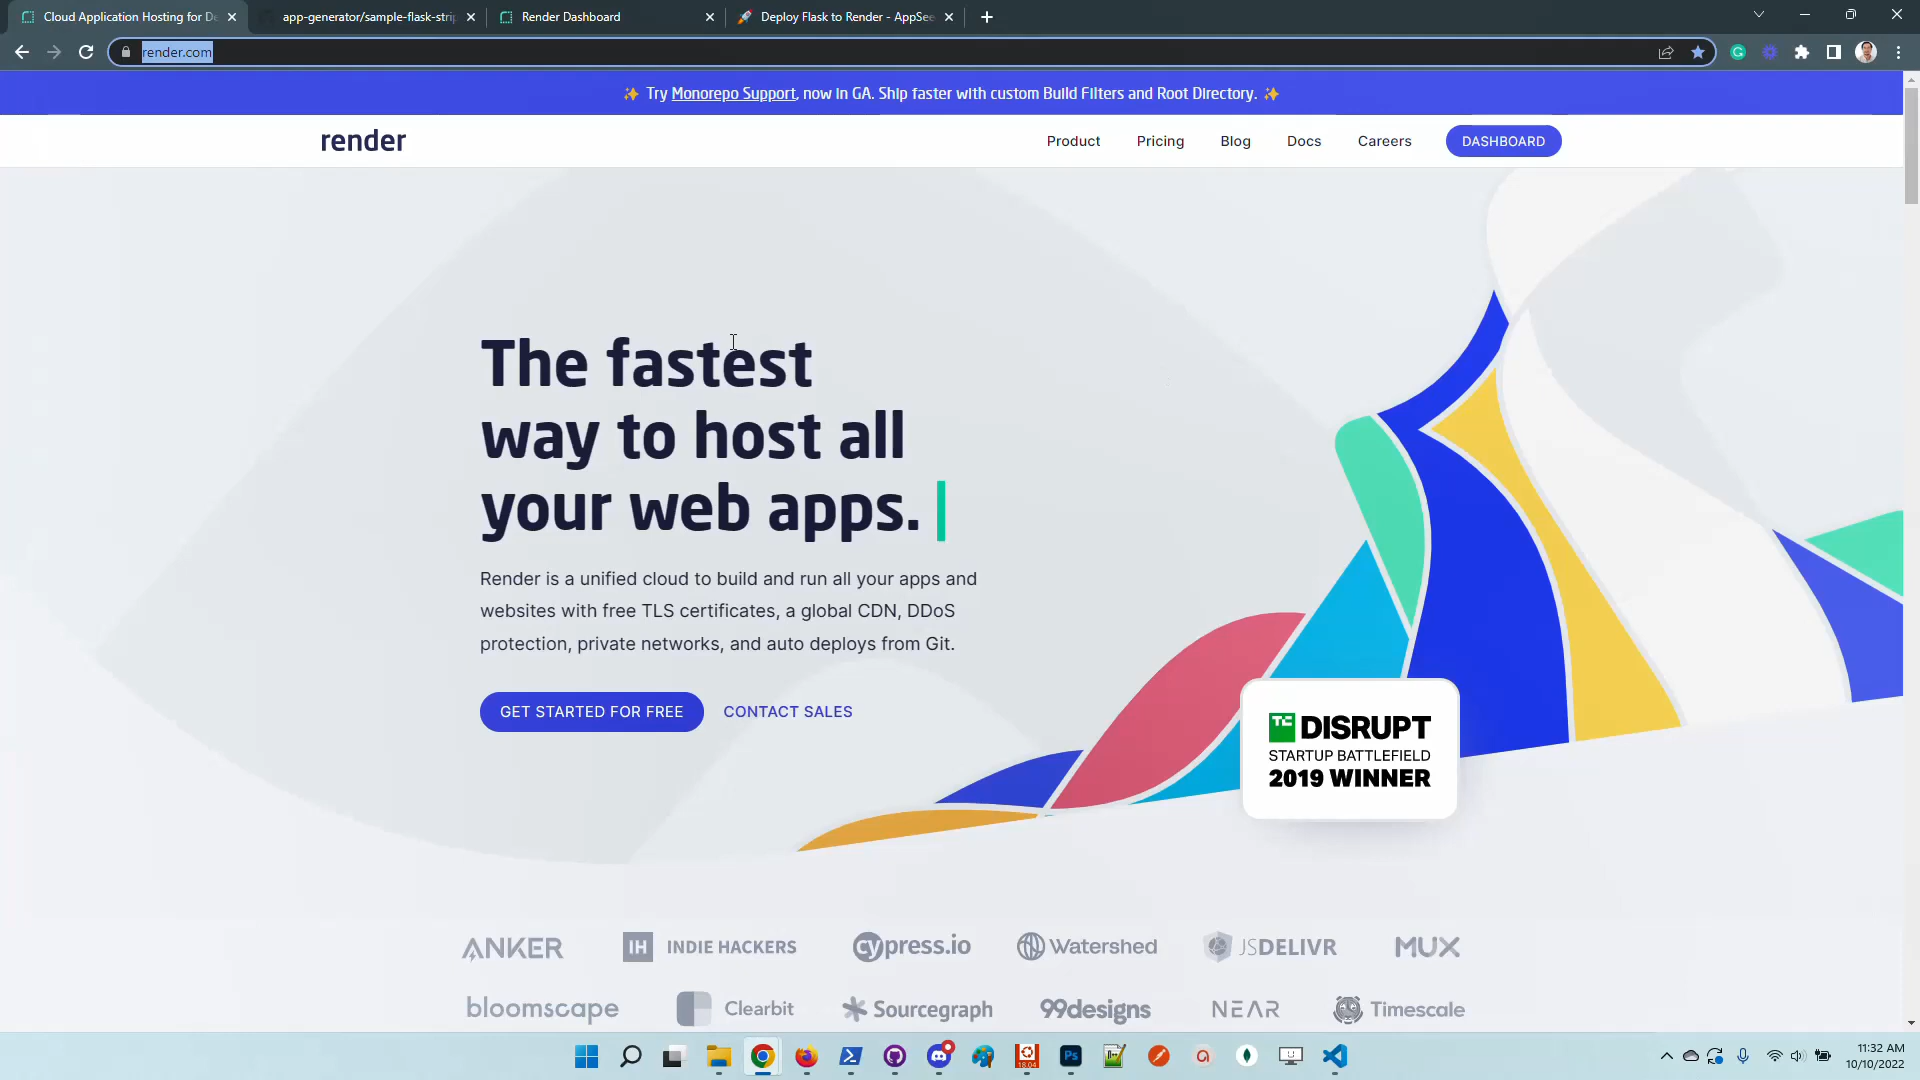 Cloud Application Hosting for De
app-generator/sample-flask-strip
Render Dashboard
Deploy Flask to Render - AppSee
render.com
✨ Try Monorepo Support, now in GA. Ship faster with custom Build Filters and Root Directory. ✨
render
Product
Pricing
Blog
Docs
Careers
DASHBOARD
The fastest
way to host all
your web apps.
Render is a unified cloud to build and run all your apps and
websites with free TLS certificates, a global CDN, DDoS
protection, private networks, and auto deploys from Git.
GET STARTED FOR FREE
CONTACT SALES
TC DISRUPT
STARTUP BATTLEFIELD
2019 WINNER
ANKER
IH INDIE HACKERS
cypress.io
Watershed
JSDELIVR
MUX
bloomscape
Clearbit
Sourcegraph
99designs
NEAR
Timescale
Ps
18.04
11:32 AM
10/10/2022